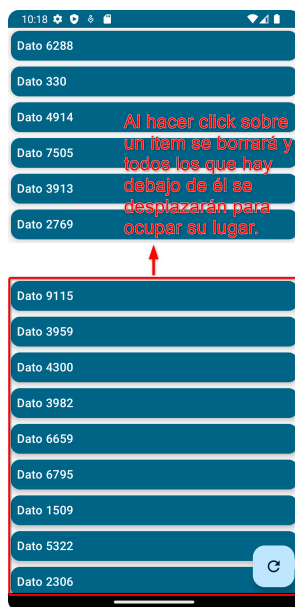 10:18
Dato 6288
Dato 330
Dato 4914
Al hacer click sobre
un item se borrará y
Dato 7505
todos los que hay
Dato 3913
debajo de él se
desplazarán para
Dato 2769
ocupar su lugar.
Dato 9115
Dato 3959
Dato 4300
Dato 3982
Dato 6659
Dato 6795
Dato 1509
Dato 5322
Dato 2306